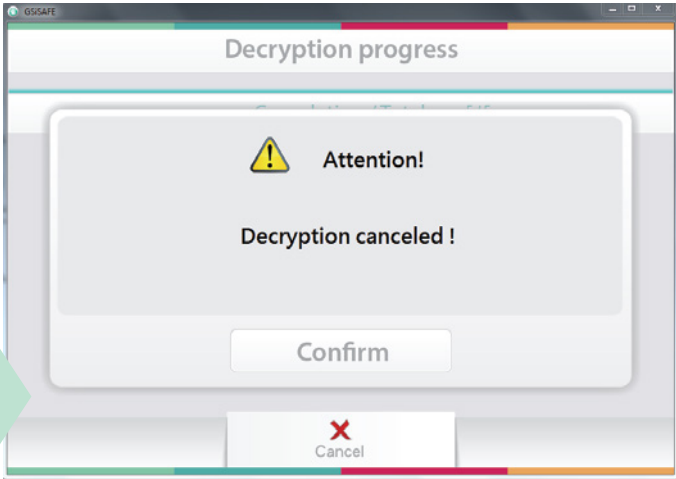 GSiSAFE
Decryption progress
Attention!
Decryption canceled !
Confirm
Cancel